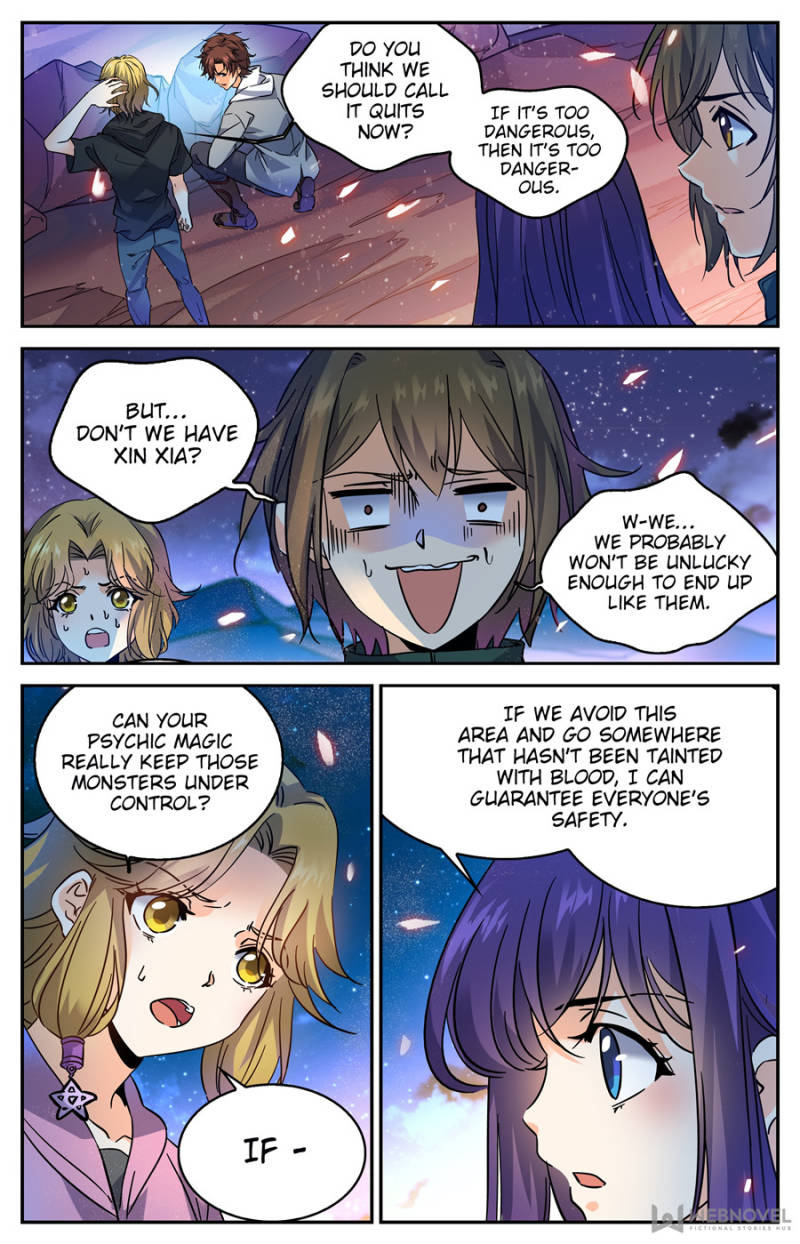 DO YOU
THINK WE
SHOULD CALL
IT QUITS
NOW?
IF IT'S TOO
DANGEROUS,
THEN IT'S TOO
DANGER-
OUS.
BUT...
DON'T WE HAVE
XIN XIA?
W-WE...
WE PROBABLY
WON'T BE UNLUCKY
ENOUGH TO END UP
LIKE THEM.
CAN YOUR
PSYCHIC MAGIC
REALLY KEEP THOSE
MONSTERS UNDER
CONTROL?
IF -
IF WE AVOID THIS
AREA AND GO SOMEWHERE
THAT HASN'T BEEN TAINTED
WITH BLOOD, I CAN
GUARANTEE EVERYONE'S
SAFETY.
WEBNOVEL
FICTIONAL STORIES HUB